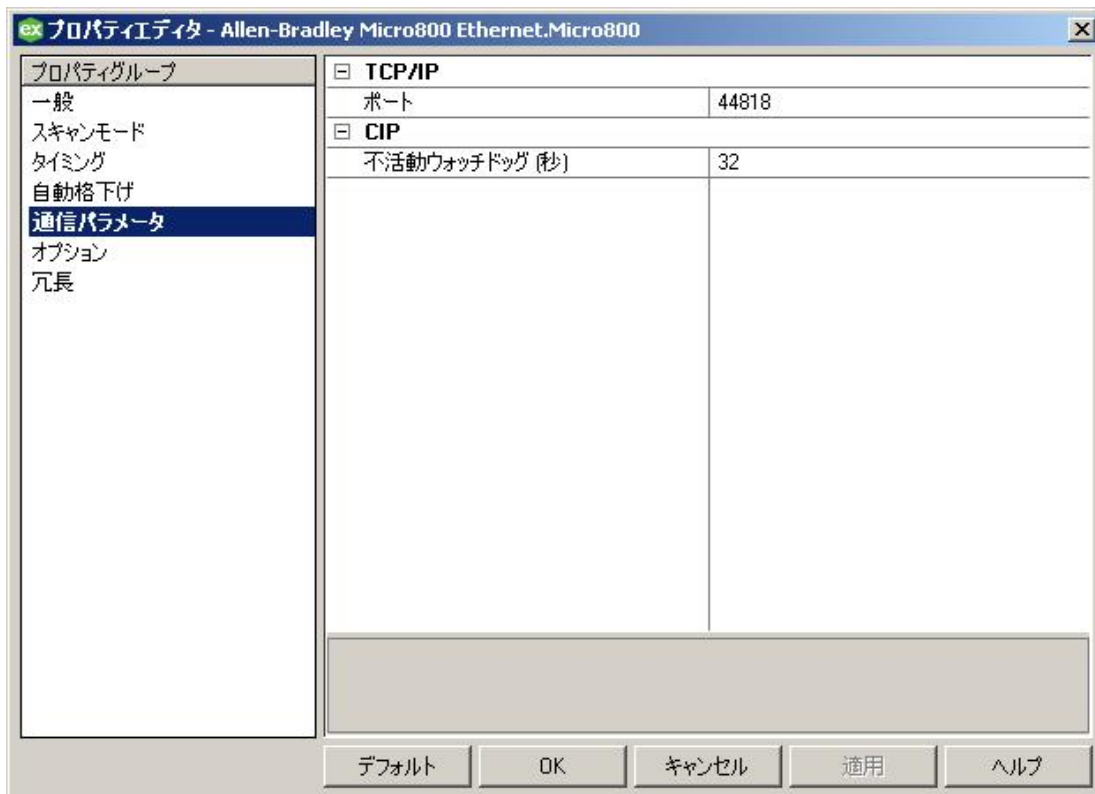 ex プロパティエディタ - Allen-Bradley Micro800 Ethernet.Micro800
プロパティグループ
一般
スキャンモード
タイミング
自動格下げ
通信パラメータ
オプション
冗長
TCP/IP
ポート 44818
CIP
不活動ウォッチドッグ (秒) 32
デフォルト OK キャンセル 適用 ヘルプ